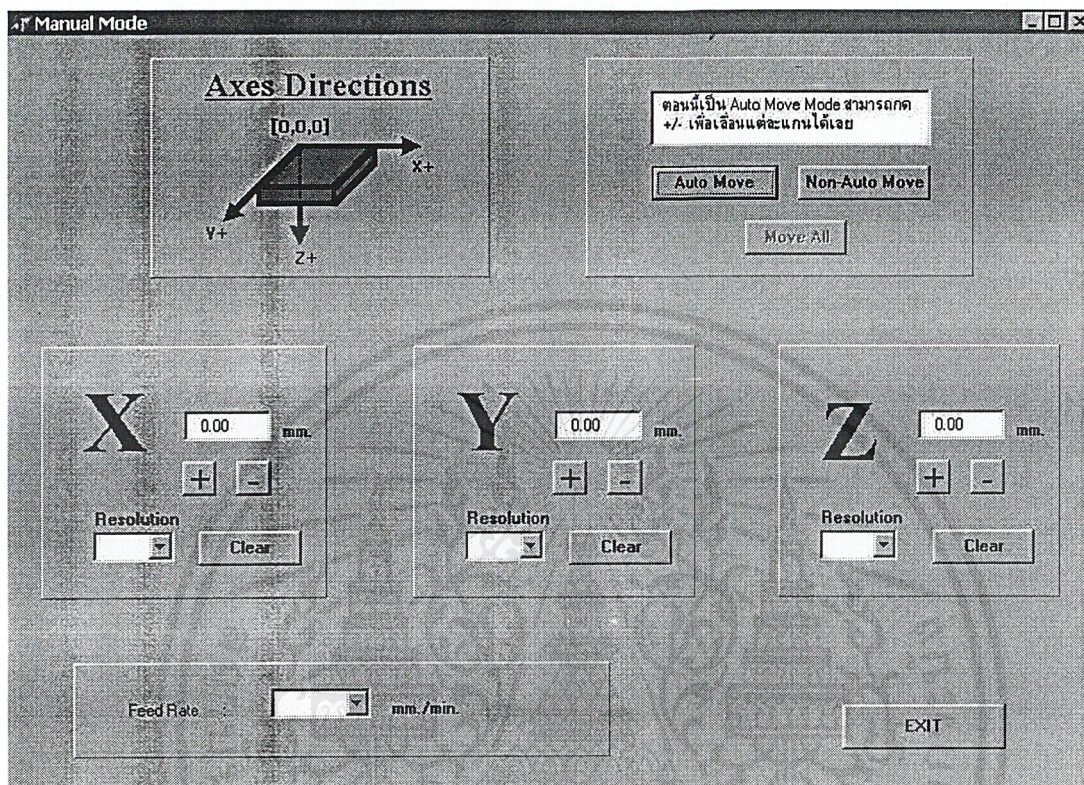 Manual Mode
Axes Directions
[0,0,0]
X+
Y+
Z+
ตอนนี้เป็น Auto Move Mode สามารถกด
+/- เพื่อเลื่อนแต่ละแกนได้เลย
Auto Move
Non-Auto Move
Move All
X
0.00
mm.
+
-
Resolution
Clear
Y
0.00
mm.
+
-
Resolution
Clear
Z
0.00
mm.
+
-
Resolution
Clear
Feed Rate :
mm./min.
EXIT